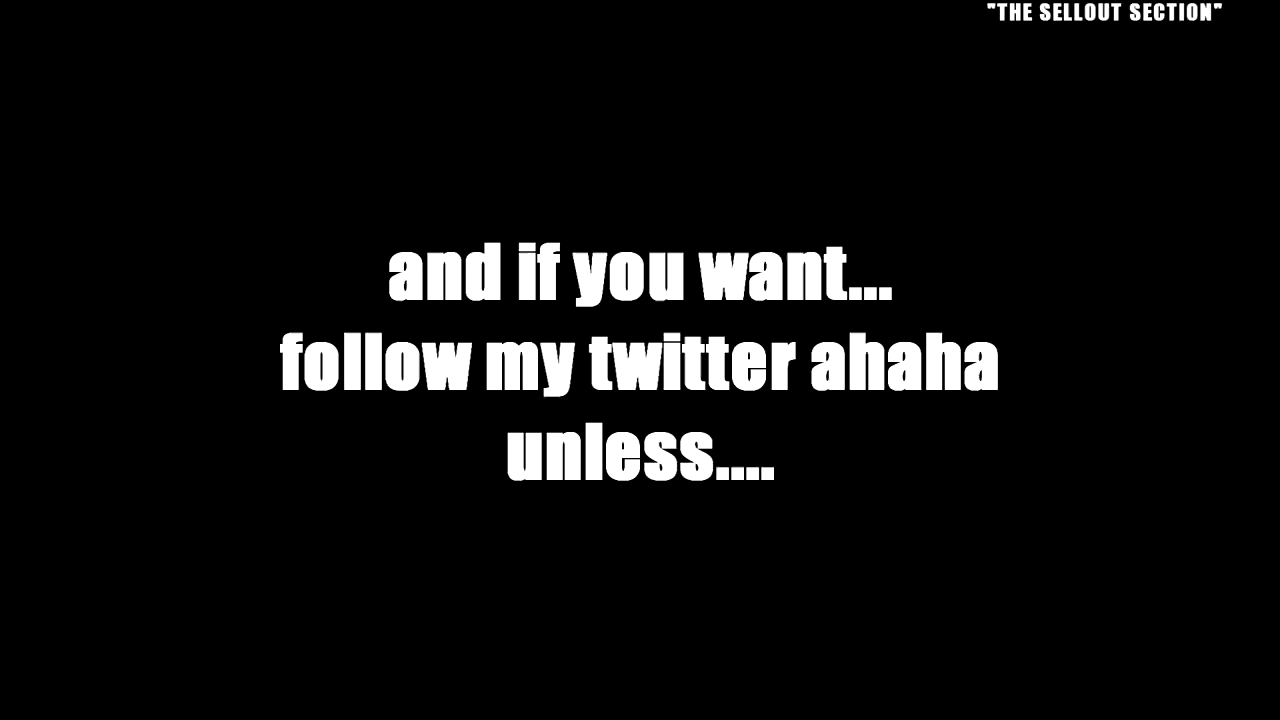 "THE SELLOUT SECTION"
and if you want...
follow my twitter ahaha
unless....